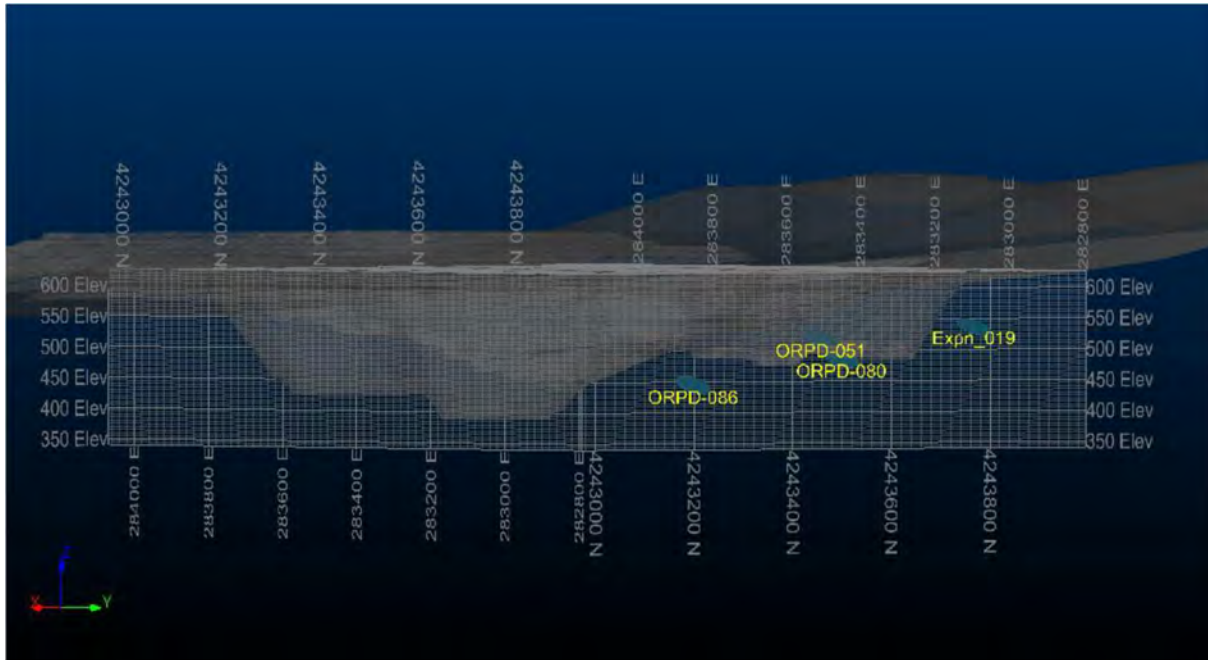 4243000 N
4243200 N
4243400 N
4243600 N
4243800 N
284000 E
283800 E
283600 E
283400 E
283200 E
283000 E
282800 E
600 Elev
600 Elev
550 Elev
550 Elev
500 Elev
500 Elev
450 Elev
450 Elev
400 Elev
400 Elev
350 Elev
350 Elev
Expn_019
ORPD-051
ORPD-080
ORPD-086
284000 E
283800 E
283600 E
283400 E
283200 E
283000 E
282800 E
4243000 N
4243200 N
4243400 N
4243600 N
4243800 N
Z
X
Y